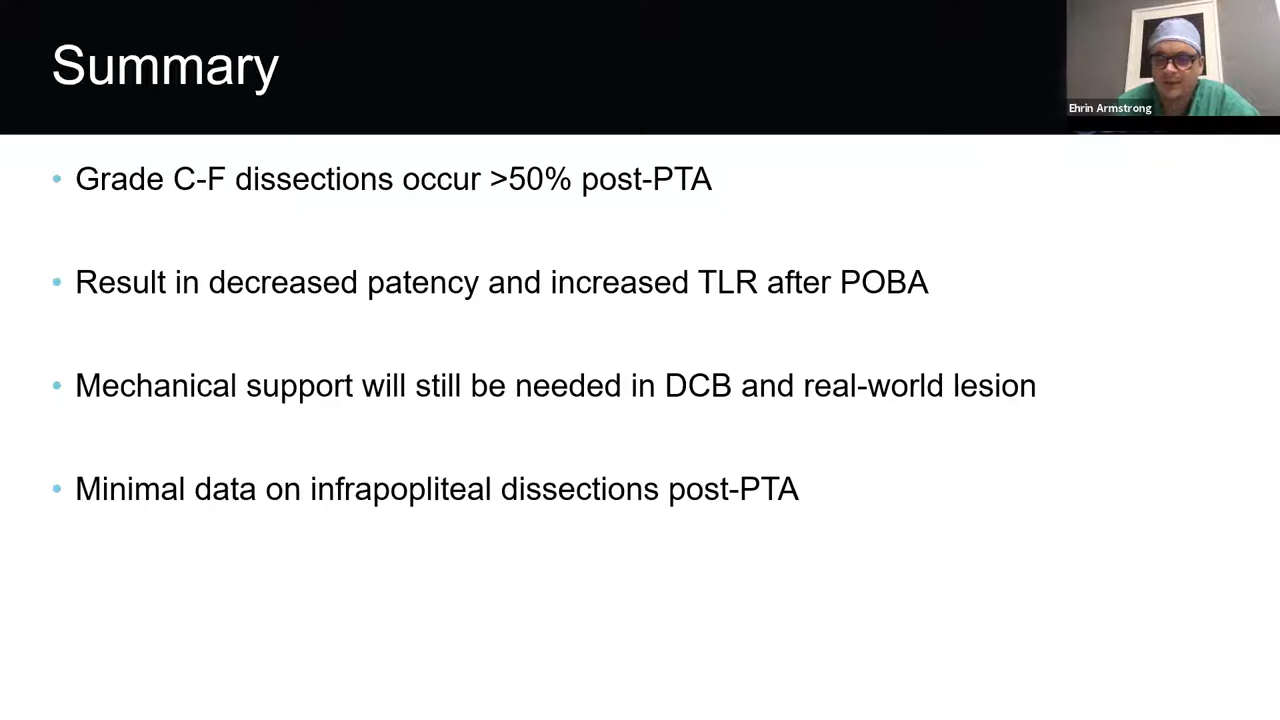 Summary
Ehrin Armstrong
• Grade C-F dissections occur >50% post-PTA
• Result in decreased patency and increased TLR after POBA
• Mechanical support will still be needed in DCB and real-world lesion
• Minimal data on infrapopliteal dissections post-PTA